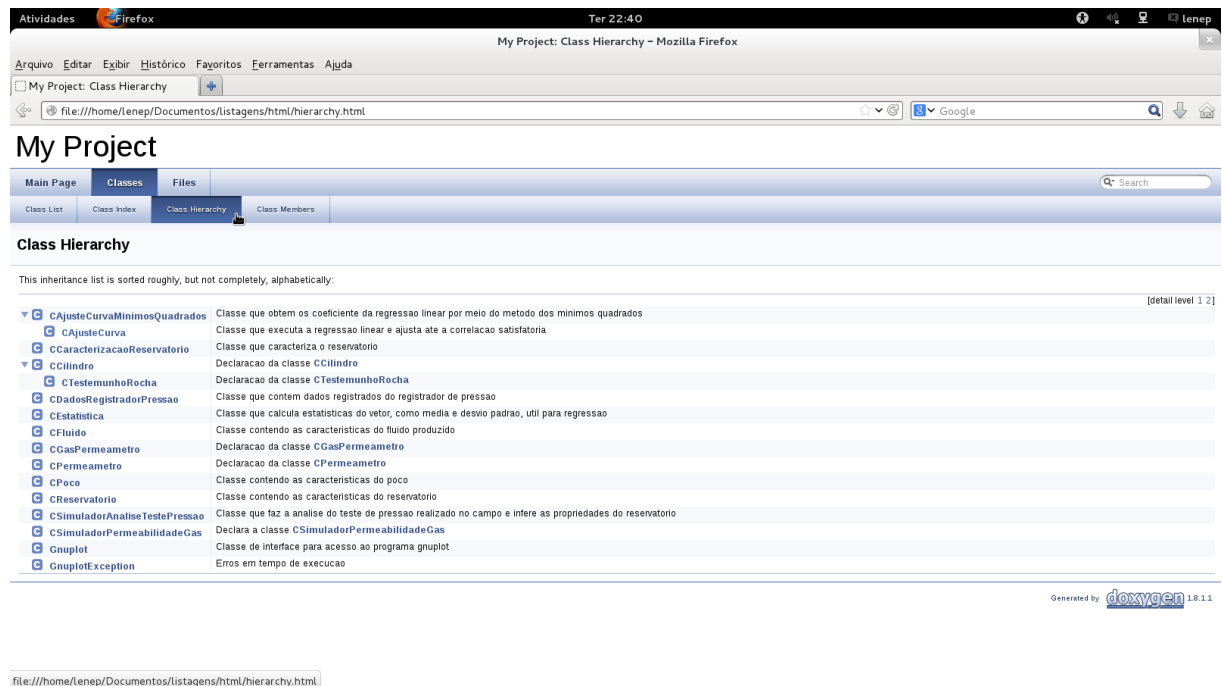 Atividades Firefox Ter 22:40 lenep
My Project: Class Hierarchy - Mozilla Firefox
Arquivo Editar Exibir Histórico Favoritos Ferramentas Ajuda
My Project: Class Hierarchy
file:///home/lenep/Documentos/listagens/html/hierarchy.html Google
My Project
Main Page Classes Files Search
Class List Class Index Class Hierarchy Class Members
Class Hierarchy
This inheritance list is sorted roughly, but not completely, alphabetically:
[detail level 1 2]
C CAjusteCurvaMinimosQuadrados Classe que obtem os coeficiente da regressao linear por meio do metodo dos minimos quadrados
C CAjusteCurva Classe que executa a regressao linear e ajusta ate a correlacao satisfatoria
C CCaracterizacaoReservatorio Classe que caracteriza o reservatorio
C CCilindro Declaracao da classe CCilindro
C CTestemunhoRocha Declaracao da classe CTestemunhoRocha
C CDadosRegistradorPressao Classe que contem dados registrados do registrador de pressao
C CEstatistica Classe que calcula estatisticas do vetor, como media e desvio padrao, util para regressao
C CFluido Classe contendo as caracteristicas do fluido produzido
C CGasPermeametro Declaracao da classe CGasPermeametro
C CPermeametro Declaracao da classe CPermeametro
C CPoco Classe contendo as caracteristicas do poco
C CReservatorio Classe contendo as caracteristicas do reservatorio
C CSimuladorAnaliseTestePressao Classe que faz a analise do teste de pressao realizado no campo e infere as propriedades do reservatorio
C CSimuladorPermeabilidadeGas Declara a classe CSimuladorPermeabilidadeGas
C Gnuplot Classe de interface para acesso ao programa gnuplot
C GnuplotException Erros em tempo de execucao
Generated by doxygen 1.8.1.1
file:///home/lenep/Documentos/listagens/html/hierarchy.html